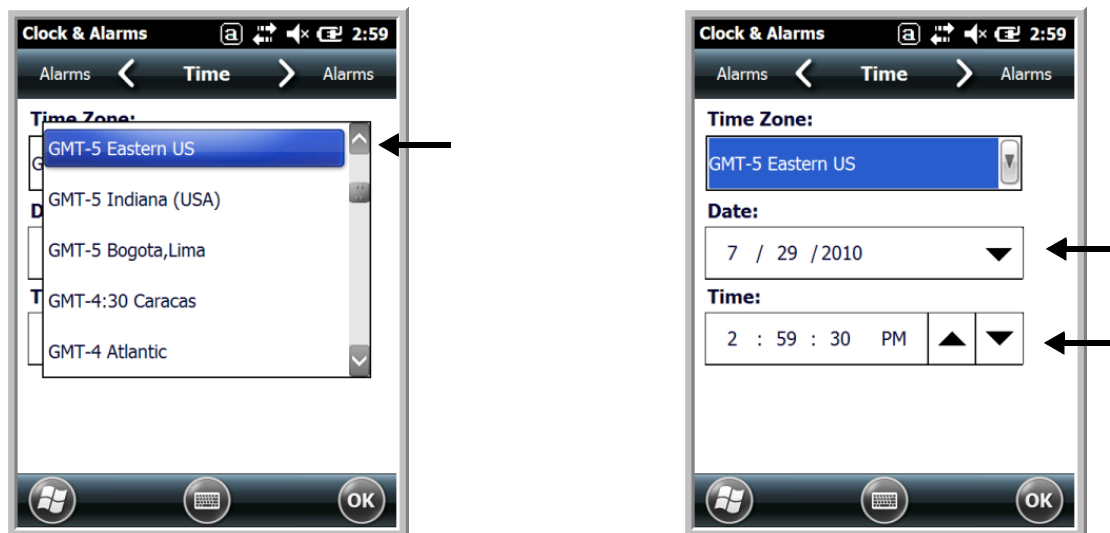 Clock & Alarms a 2:59
Alarms Time Alarms
Time Zone:
G
GMT-5 Eastern US
GMT-5 Indiana (USA)
D
GMT-5 Bogota,Lima
T
GMT-4:30 Caracas
GMT-4 Atlantic
OK
Clock & Alarms a 2:59
Alarms Time Alarms
Time Zone:
GMT-5 Eastern US
Date:
7 / 29 / 2010
Time:
2 : 59 : 30 PM
OK